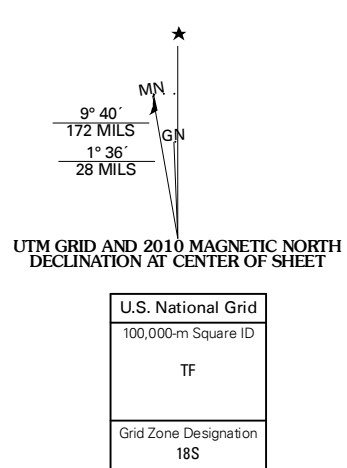 MN
9° 40´
172 MILS
GN
1° 36´
28 MILS
UTM GRID AND 2010 MAGNETIC NORTH
DECLINATION AT CENTER OF SHEET
U.S. National Grid
100,000-m Square ID
TF
Grid Zone Designation
18S